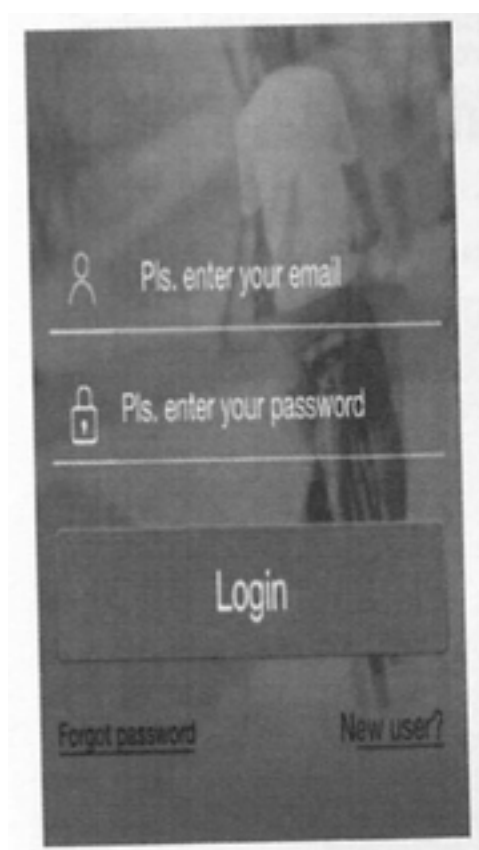 Pls. enter your email
Pls. enter your password
Login
Forgot password
New user?